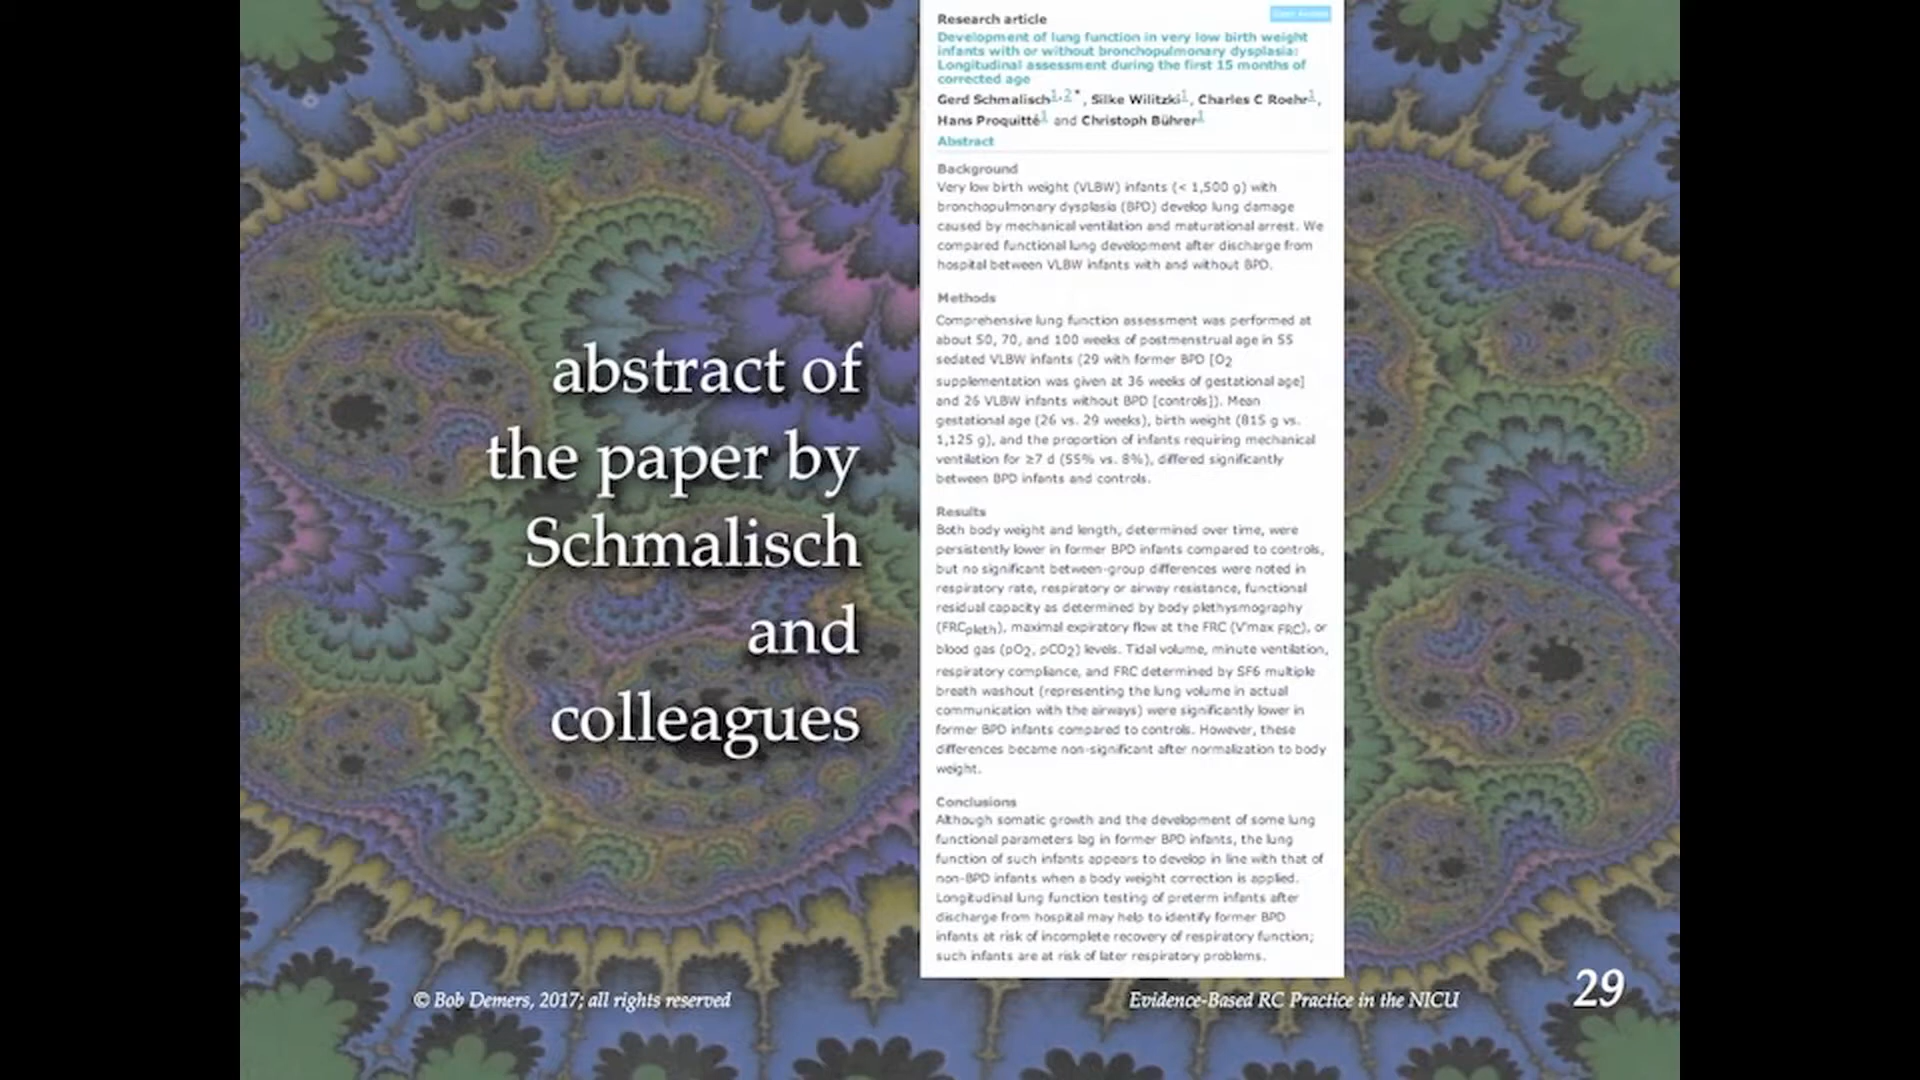 abstract of
the paper by
Schmalisch
and
colleagues
Research article
Open Access
Development of lung function in very low birth weight
infants with or without bronchopulmonary dysplasia:
Longitudinal assessment during the first 15 months of
corrected age
Gerd Schmalisch1,2*, Silke Wilitzki1, Charles C Roehr1,
Hans Proquitté1 and Christoph Bührer1
Abstract
Background
Very low birth weight (VLBW) infants (< 1,500 g) with
bronchopulmonary dysplasia (BPD) develop lung damage
caused by mechanical ventilation and maturational arrest. We
compared functional lung development after discharge from
hospital between VLBW infants with and without BPD.
Methods
Comprehensive lung function assessment was performed at
about 50, 70, and 100 weeks of postmenstrual age in 55
sedated VLBW infants (29 with former BPD [O2
supplementation was given at 36 weeks of gestational age]
and 26 VLBW infants without BPD [controls]). Mean
gestational age (26 vs. 29 weeks), birth weight (815 g vs.
1,125 g), and the proportion of infants requiring mechanical
ventilation for ≥7 d (55% vs. 8%), differed significantly
between BPD infants and controls.
Results
Both body weight and length, determined over time, were
persistently lower in former BPD infants compared to controls,
but no significant between-group differences were noted in
respiratory rate, respiratory or airway resistance, functional
residual capacity as determined by body plethysmography
(FRCpleth), maximal expiratory flow at the FRC (V'max FRC), or
blood gas (pO2, pCO2) levels. Tidal volume, minute ventilation,
respiratory compliance, and FRC determined by SF6 multiple
breath washout (representing the lung volume in actual
communication with the airways) were significantly lower in
former BPD infants compared to controls. However, these
differences became non-significant after normalization to body
weight.
Conclusions
Although somatic growth and the development of some lung
functional parameters lag in former BPD infants, the lung
function of such infants appears to develop in line with that of
non-BPD infants when a body weight correction is applied.
Longitudinal lung function testing of preterm infants after
discharge from hospital may help to identify former BPD
infants at risk of incomplete recovery of respiratory function;
such infants are at risk of later respiratory problems.
© Bob Demers, 2017; all rights reserved
Evidence-Based RC Practice in the NICU
29